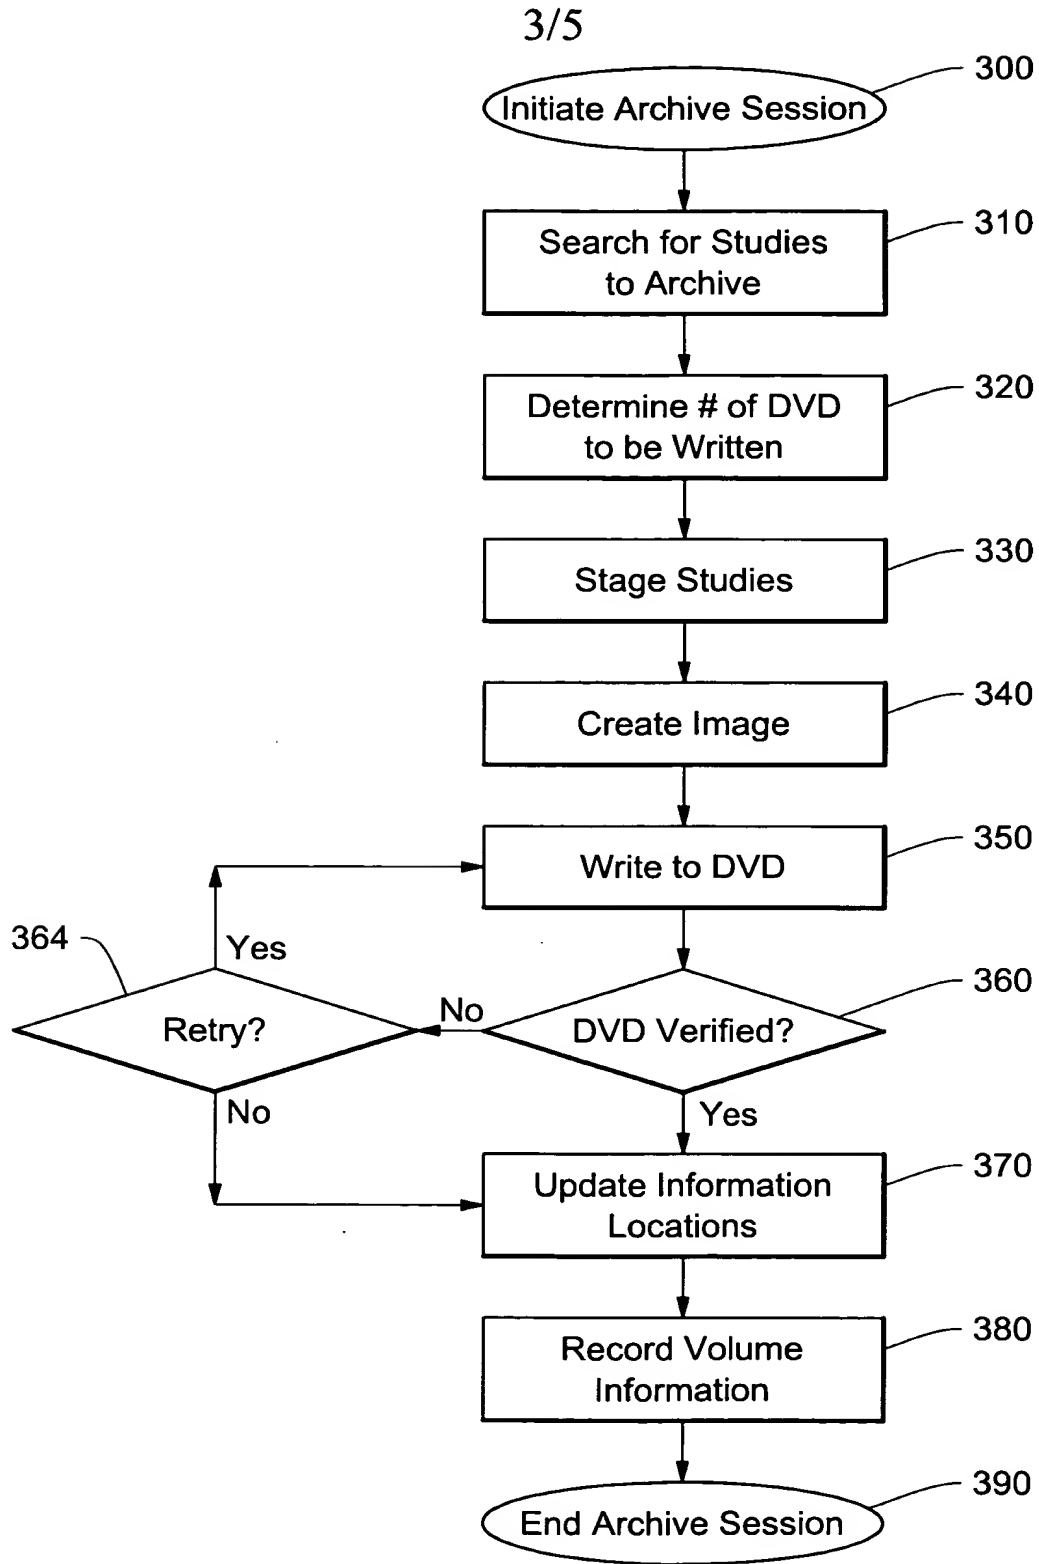 3/5
300
Initiate Archive Session
310
Search for Studies
to Archive
320
Determine # of DVD
to be Written
330
Stage Studies
340
Create Image
350
Write to DVD
364
Yes
360
Retry?
No
DVD Verified?
No
Yes
370
Update Information
Locations
380
Record Volume
Information
390
End Archive Session